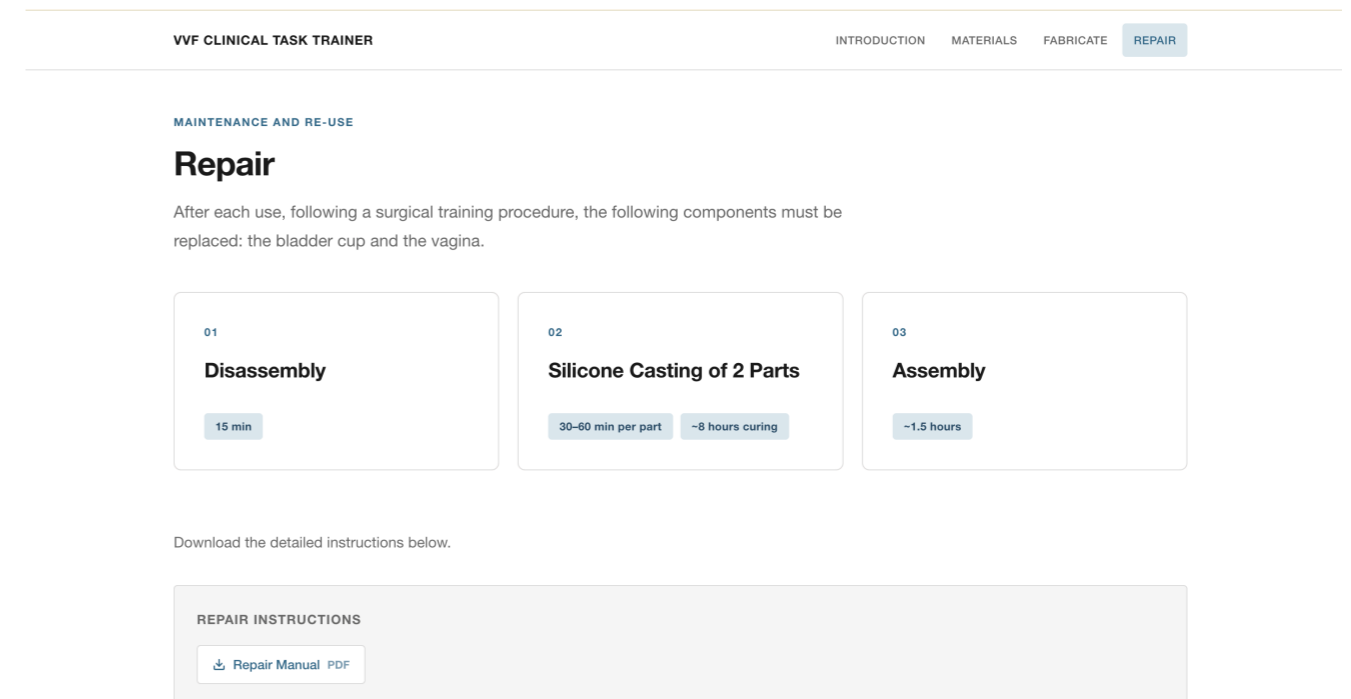 VVF CLINICAL TASK TRAINER
INTRODUCTION
MATERIALS
FABRICATE
REPAIR
MAINTENANCE AND RE-USE
Repair
After each use, following a surgical training procedure, the following components must be
replaced: the bladder cup and the vagina.
01
Disassembly
15 min
02
Silicone Casting of 2 Parts
30–60 min per part
~8 hours curing
03
Assembly
~1.5 hours
Download the detailed instructions below.
REPAIR INSTRUCTIONS
Repair Manual PDF